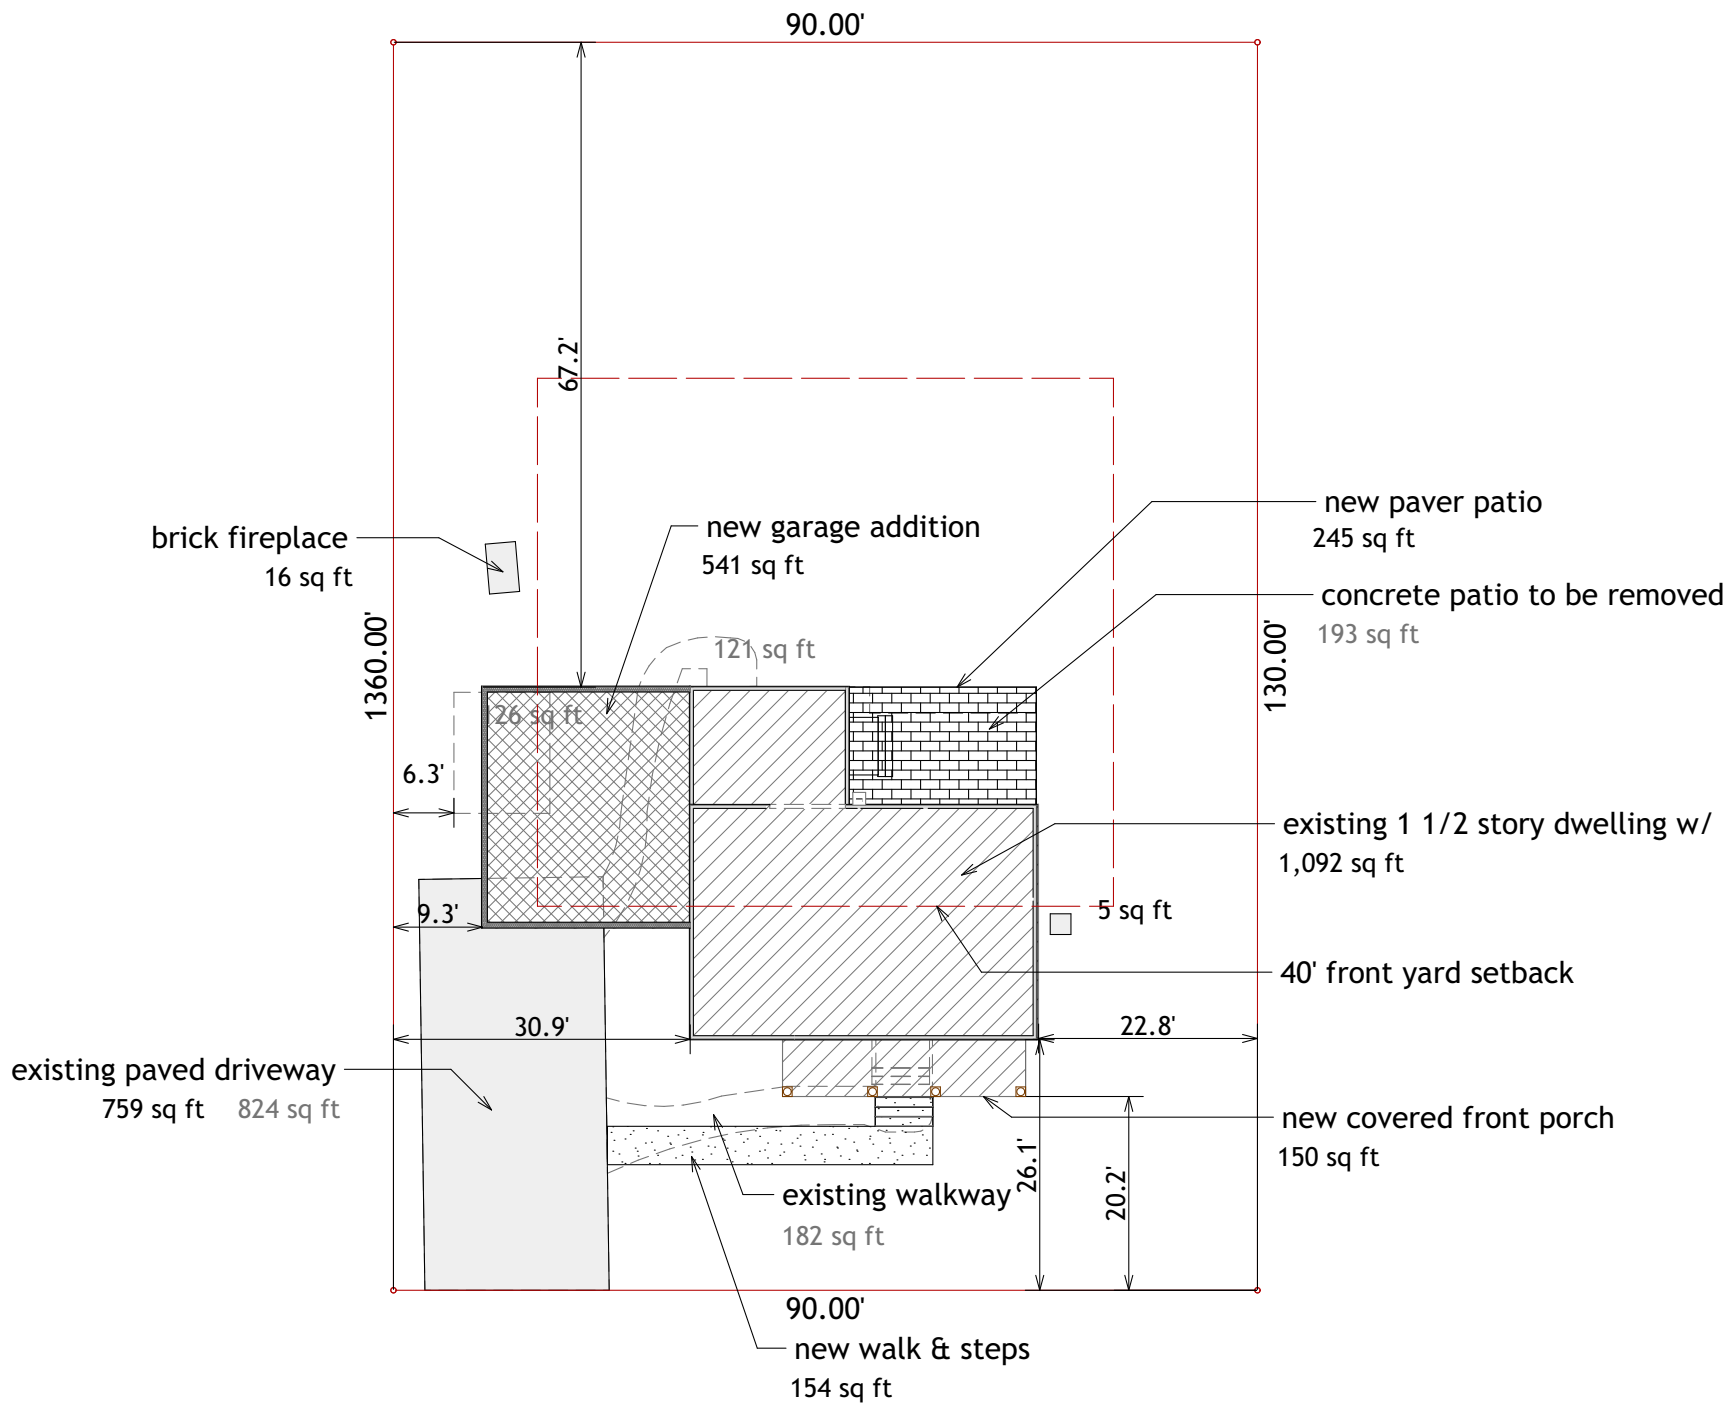 90.00'
67.2'
new paver patio
245 sq ft
brick fireplace
16 sq ft
new garage addition
541 sq ft
concrete patio to be removed
193 sq ft
1360.00'
130.00'
121 sq ft
126 sq ft
6.3'
existing 1 1/2 story dwelling w/
1,092 sq ft
9.3'
5 sq ft
40' front yard setback
30.9'
22.8'
existing paved driveway
759 sq ft 824 sq ft
new covered front porch
150 sq ft
26.1'
20.2'
existing walkway
182 sq ft
90.00'
new walk & steps
154 sq ft